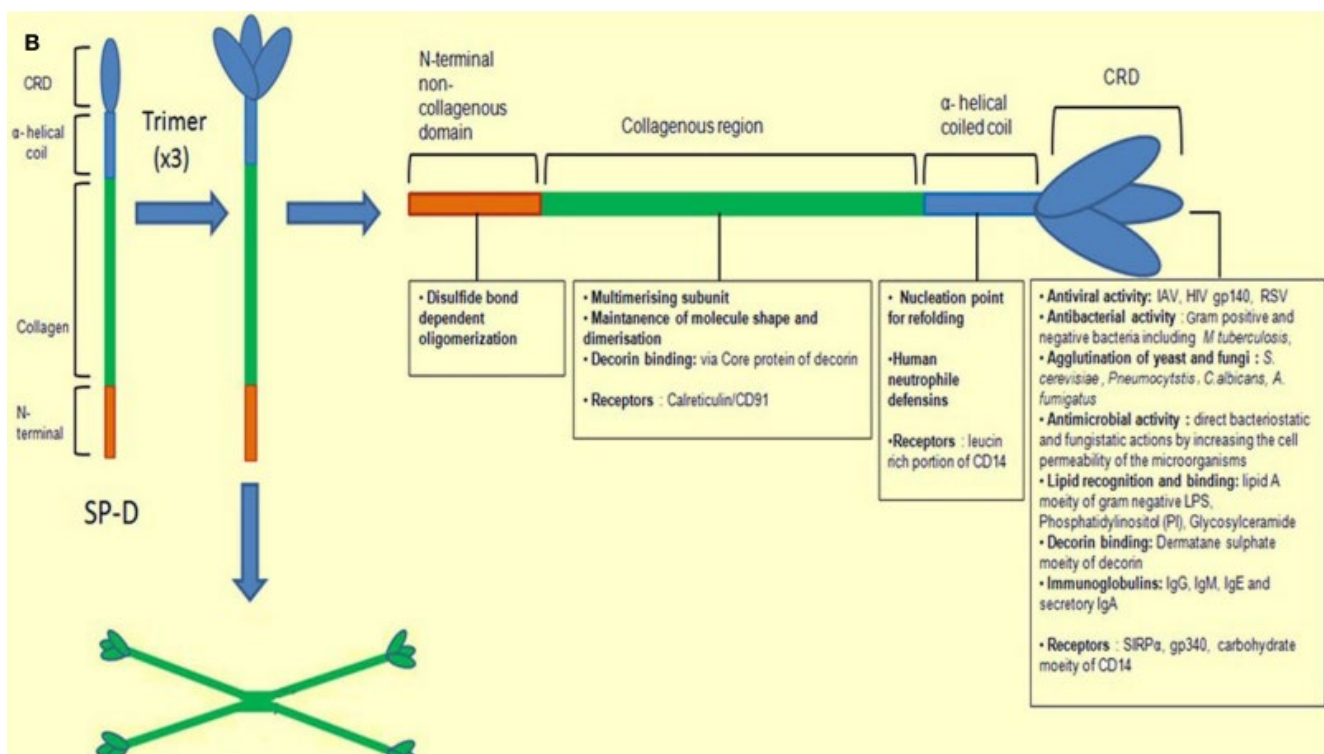 B
CRD
α- helical
coil
Collagen
N-
terminal
SP-D
Trimer
(x3)
N-terminal
non-
collagenous
domain
Collagenous region
α- helical
coiled coil
CRD
• Disulfide bond
dependent
oligomerization
• Multimerising subunit
• Maintanence of molecule shape and
dimerisation
• Decorin binding: via Core protein of decorin
• Receptors : Calreticulin/CD91
• Nucleation point
for refolding
•Human
neutrophile
defensins
•Receptors : leucin
rich portion of CD14
• Antiviral activity: IAV, HIV gp140, RSV
• Antibacterial activity : Gram positive and
negative bacteria including M tuberculosis,
• Agglutination of yeast and fungi : S.
cerevisiae , Pneumocytstis , C.albicans, A.
fumigatus
• Antimicrobial activity : direct bacteriostatic
and fungistatic actions by increasing the cell
permeability of the microorganisms
• Lipid recognition and binding: lipid A
moeity of gram negative LPS,
Phosphatidylinositol (PI), Glycosylceramide
• Decorin binding: Dermatane sulphate
moeity of decorin
• Immunoglobulins: IgG, IgM, IgE and
secretory IgA
• Receptors : SIRPα, gp340, carbohydrate
moeity of CD14